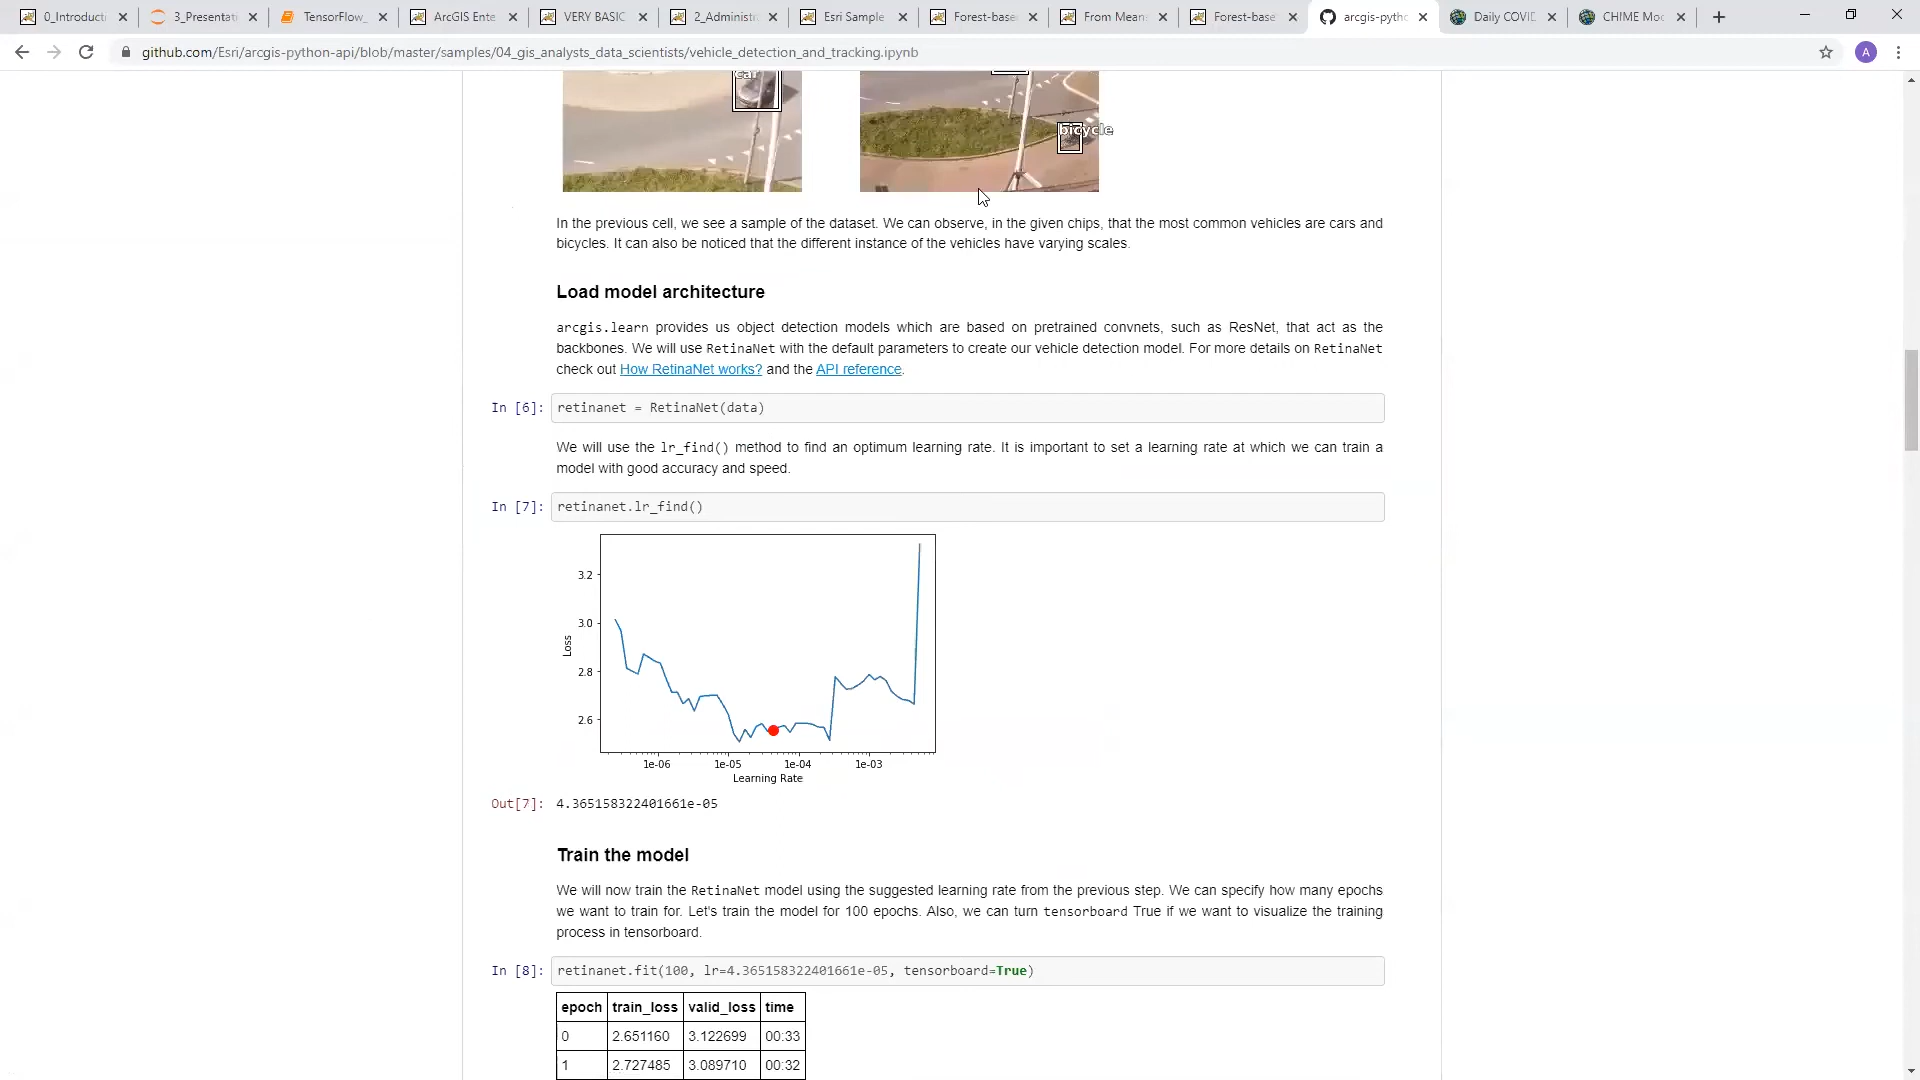 0_Introducti
3_Presentati
TensorFlow_
ArcGIS Ente
VERY BASIC
2_Administr
Esri Sample
Forest-base
From Mean
Forest-base
arcgis-pytho
Daily COVID
CHIME Mod
github.com/Esri/arcgis-python-api/blob/master/samples/04_gis_analysts_data_scientists/vehicle_detection_and_tracking.ipynb
A
car
bicycle
In the previous cell, we see a sample of the dataset. We can observe, in the given chips, that the most common vehicles are cars and
bicycles. It can also be noticed that the different instance of the vehicles have varying scales.
Load model architecture
arcgis.learn provides us object detection models which are based on pretrained convnets, such as ResNet, that act as the
backbones. We will use RetinaNet with the default parameters to create our vehicle detection model. For more details on RetinaNet
check out How RetinaNet works? and the API reference.
In [6]: retinanet = RetinaNet(data)
We will use the lr_find() method to find an optimum learning rate. It is important to set a learning rate at which we can train a
model with good accuracy and speed.
In [7]: retinanet.lr_find()
3.2
3.0
2.8
2.6
Loss
1e-06 1e-05 1e-04 1e-03
Learning Rate
Out[7]: 4.365158322401661e-05
Train the model
We will now train the RetinaNet model using the suggested learning rate from the previous step. We can specify how many epochs
we want to train for. Let's train the model for 100 epochs. Also, we can turn tensorboard True if we want to visualize the training
process in tensorboard.
In [8]: retinanet.fit(100, lr=4.365158322401661e-05, tensorboard=True)
epoch train_loss valid_loss time
0 2.651160 3.122699 00:33
1 2.727485 3.089710 00:32